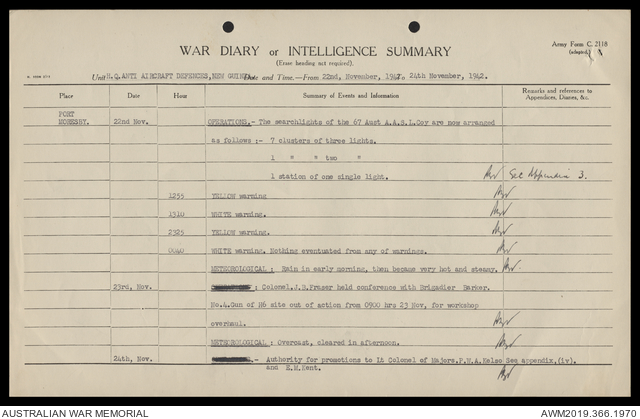 Army Form C. 2118
(adapted)
WAR DIARY or INTELLIGENCE SUMMARY
(Erase heading not required).
Unit H.Q. ANTI AIRCRAFT DEFENCES, NEW GUINEA Date and Time.—From 22nd, November, 1942. To 24th November, 1942.
Place Date Hour Summary of Events and Information Remarks and references to
Appendices, Diaries, &c.
PORT
MORESBY. 22nd Nov. OPERATIONS.- The searchlights of the 67 Aust A.A.S.L.Coy are now arranged
as follows :- 7 clusters of three lights.
1 " " two "
1 station of one single light. See Appendix 3.
1255 YELLOW warning
1310 WHITE warning.
2325 YELLOW warning.
0040 WHITE warning. Nothing eventuated from any of warnings.
METEOROLOGICAL: Rain in early morning, then became very hot and steamy.
23rd, Nov. : Colonel.J.B.Fraser held conference with Brigadier Barker.
No.4.Gun of H6 site out of action from 0900 hrs 23 Nov, for workshop
overhaul.
METEOROLOGICAL : Overcast, cleared in afternoon.
24th, Nov. .- Authority for promotions to Lt Colonel of Majors.P.W.A.Kelso See appendix,(iv).
and E.M.Kent.
AUSTRALIAN WAR MEMORIAL
AWM2019.366.1970